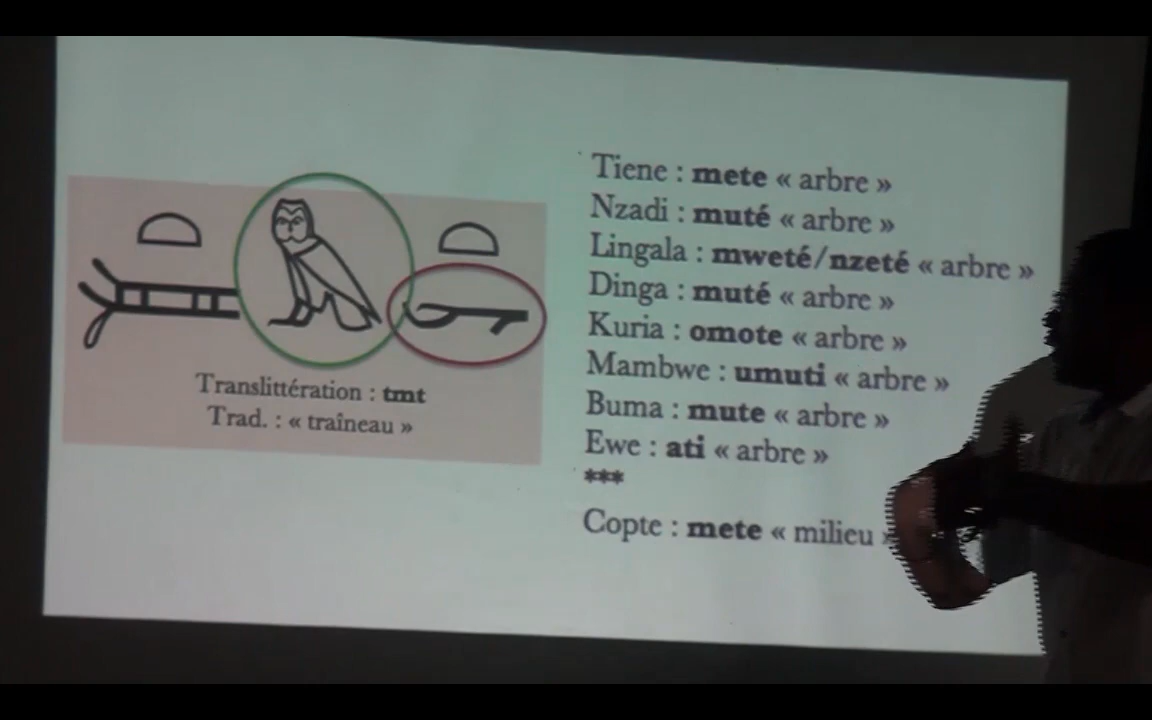 Translittération : tmt
Trad. : « traîneau »
Tiene : mete « arbre »
Nzadi : muté « arbre »
Lingala : mweté/nzeté « arbre »
Dinga : muté « arbre »
Kuria : omote « arbre »
Mambwe : umuti « arbre »
Buma : mute « arbre »
Ewe : ati « arbre »
***
Copte : mete « milieu »